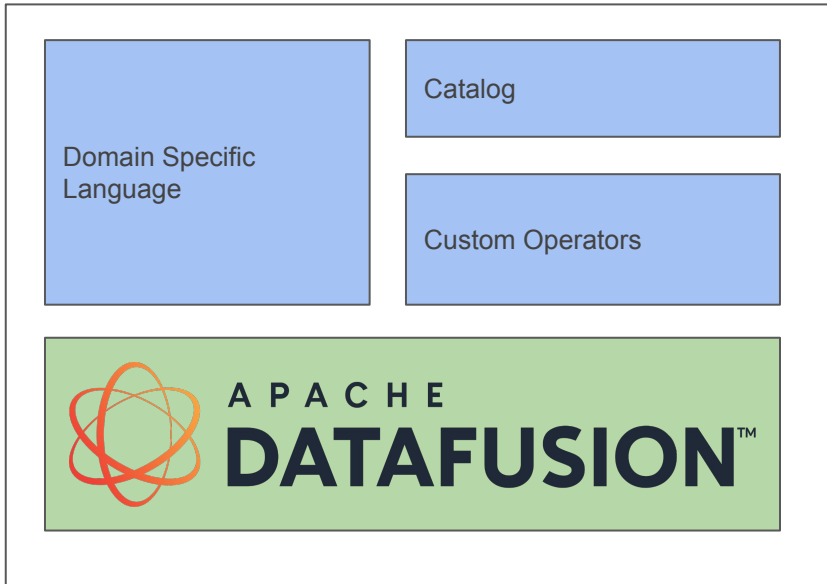 Domain Specific
Language
Catalog
Custom Operators
APACHE
DATAFUSION™